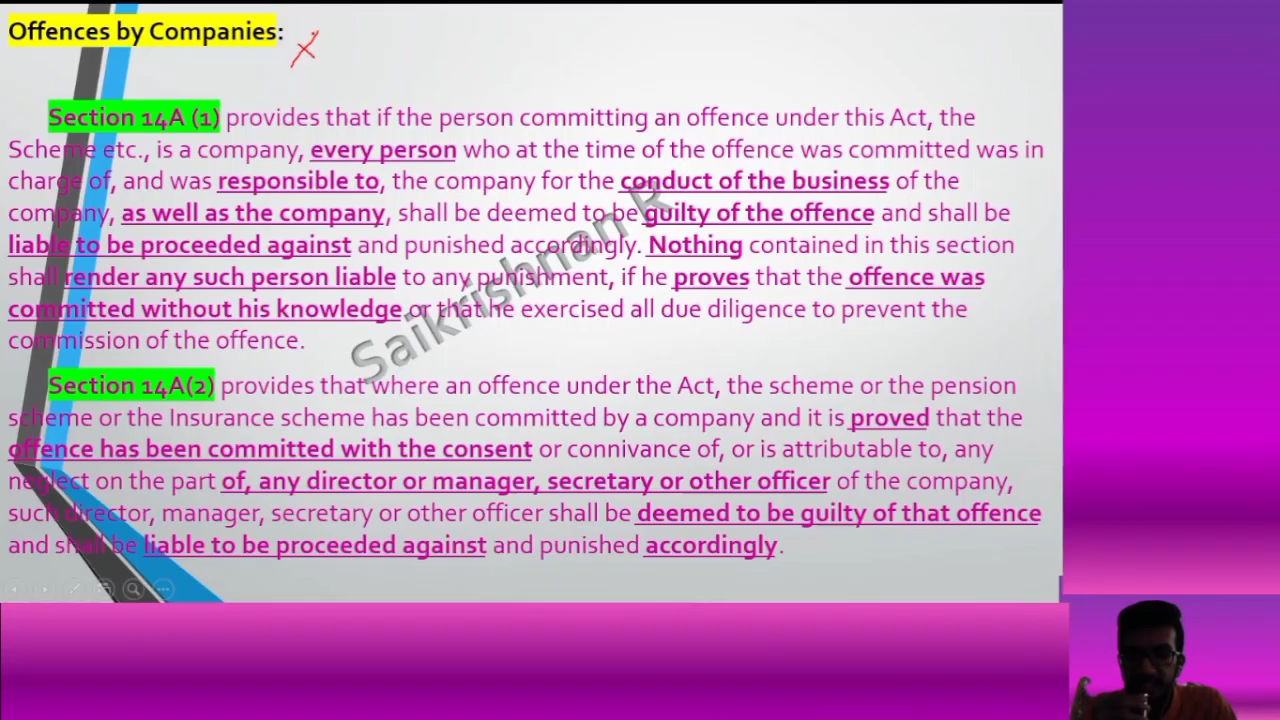 Offences by Companies:
Section 14A (1) provides that if the person committing an offence under this Act, the
Scheme etc., is a company, every person who at the time of the offence was committed was in
charge of, and was responsible to, the company for the conduct of the business of the
company, as well as the company, shall be deemed to be guilty of the offence and shall be
liable to be proceeded against and punished accordingly. Nothing contained in this section
shall render any such person liable to any punishment, if he proves that the offence was
committed without his knowledge or that he exercised all due diligence to prevent the
commission of the offence.
Section 14A(2) provides that where an offence under the Act, the scheme or the pension
scheme or the Insurance scheme has been committed by a company and it is proved that the
offence has been committed with the consent or connivance of, or is attributable to, any
neglect on the part of, any director or manager, secretary or other officer of the company,
such director, manager, secretary or other officer shall be deemed to be guilty of that offence
and shall be liable to be proceeded against and punished accordingly.
Saikrishnan R